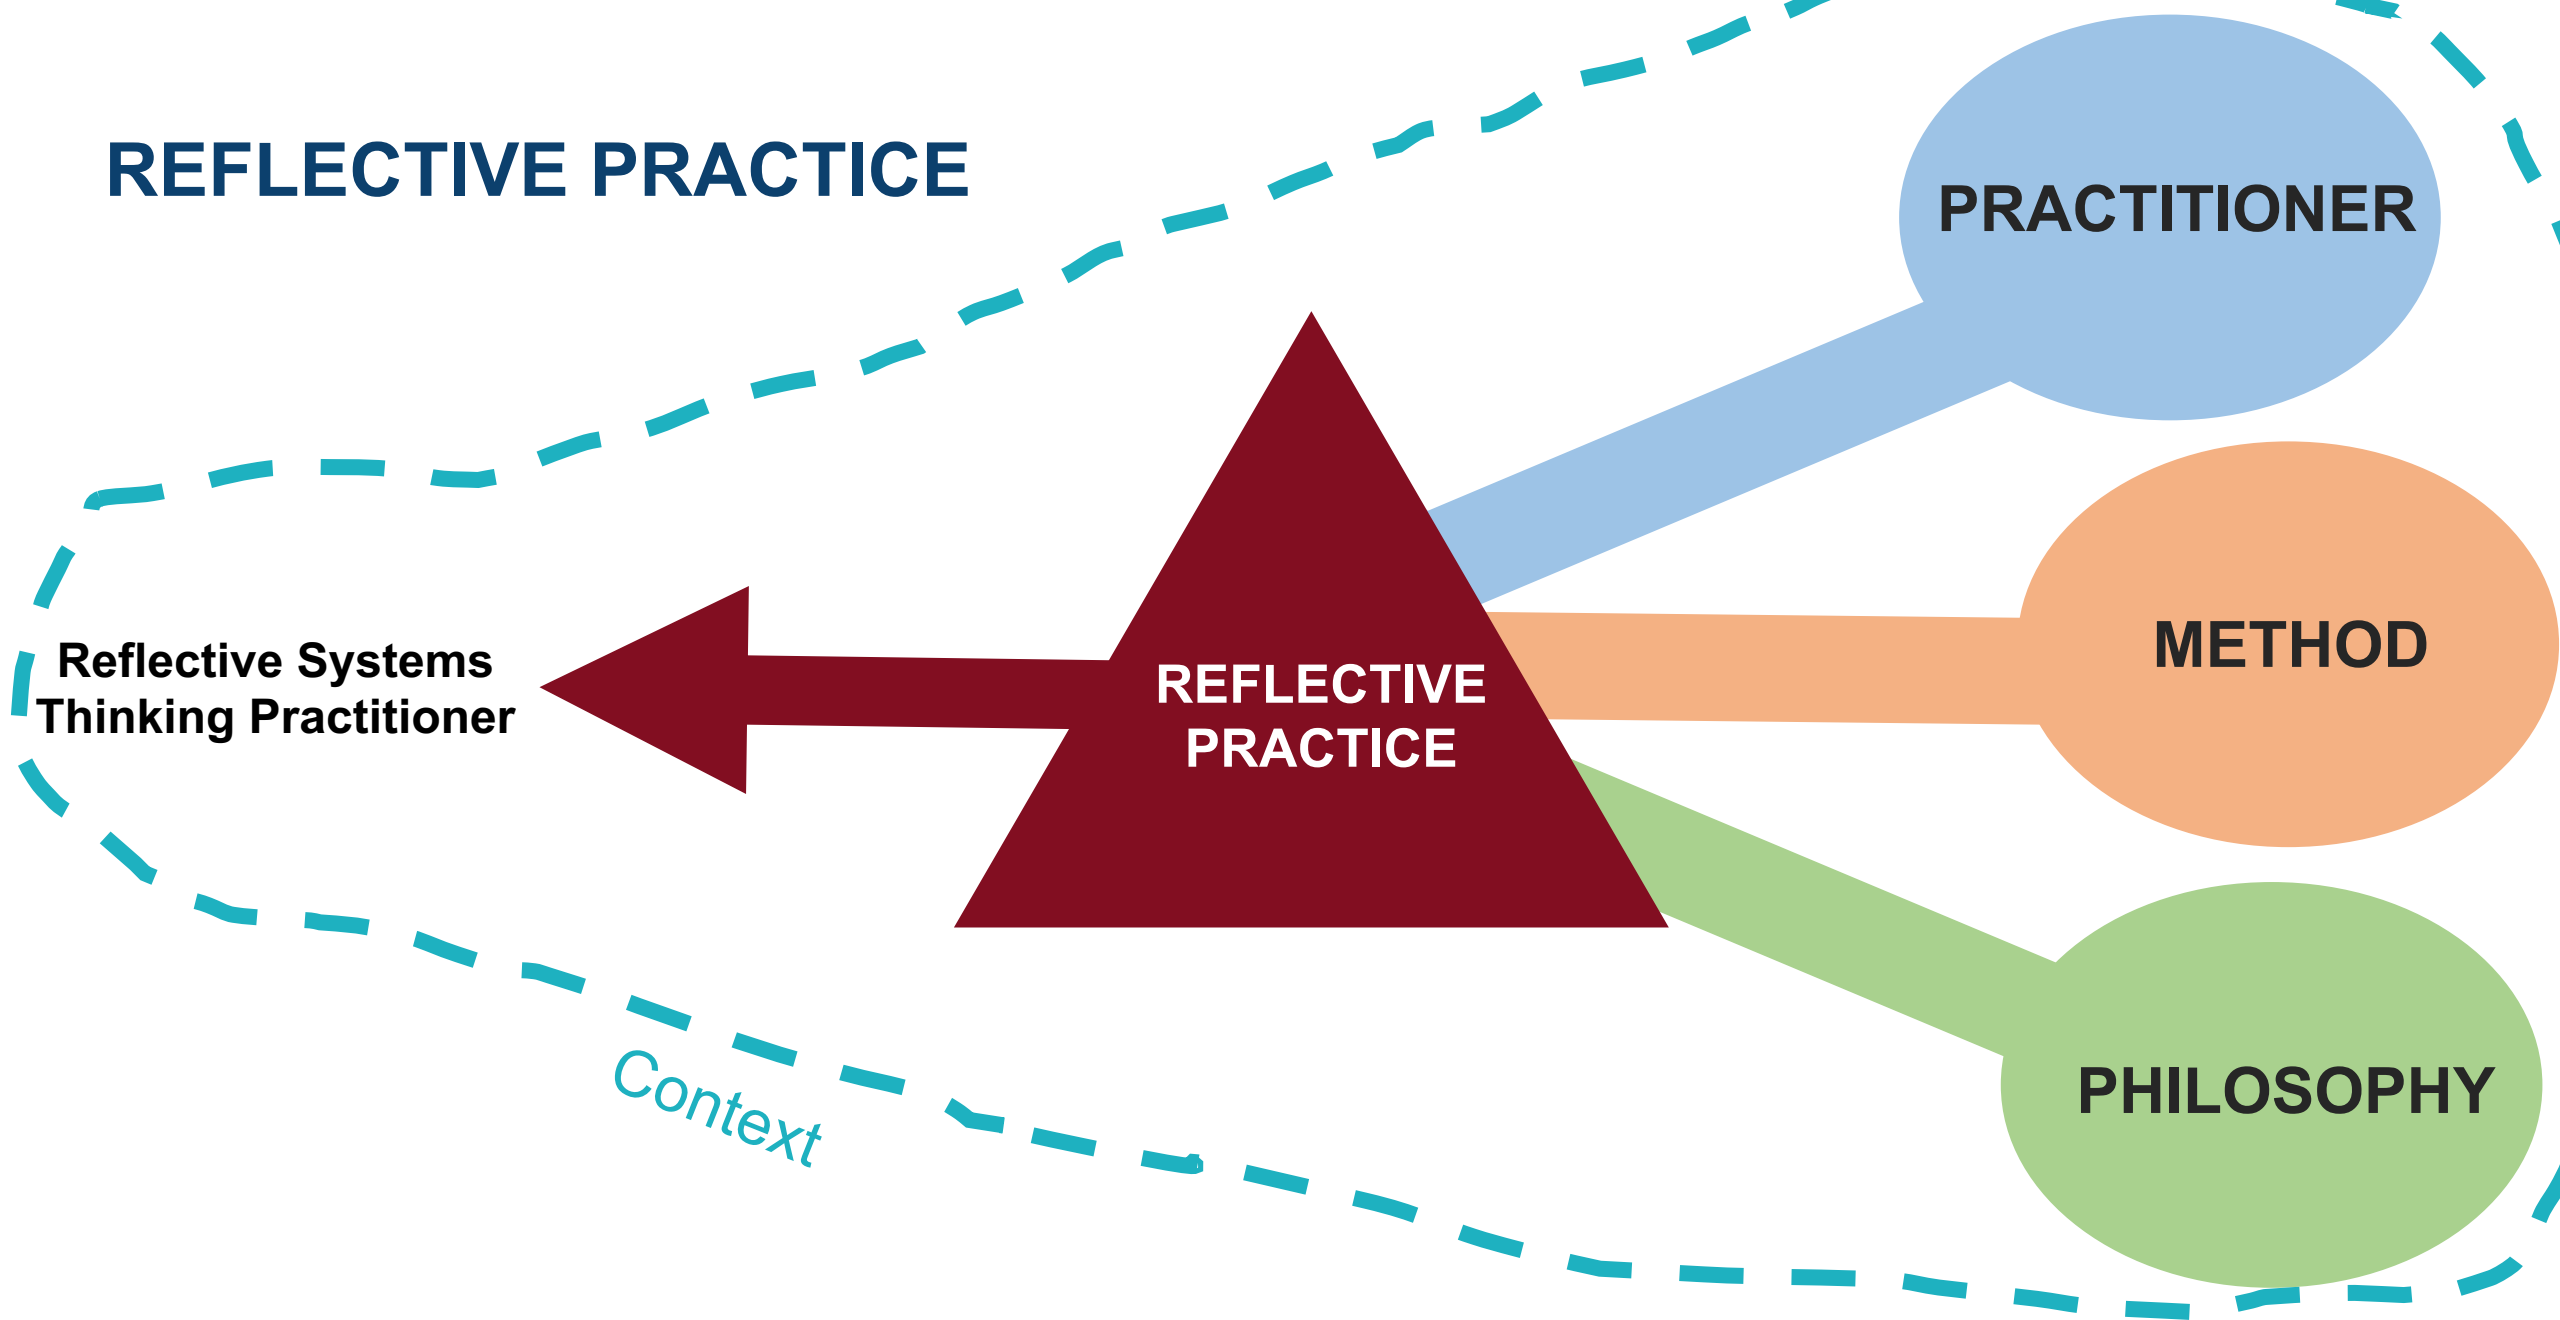 REFLECTIVE PRACTICE
PRACTITIONER
METHOD
Reflective Systems
Thinking Practitioner
REFLECTIVE
PRACTICE
PHILOSOPHY
Context